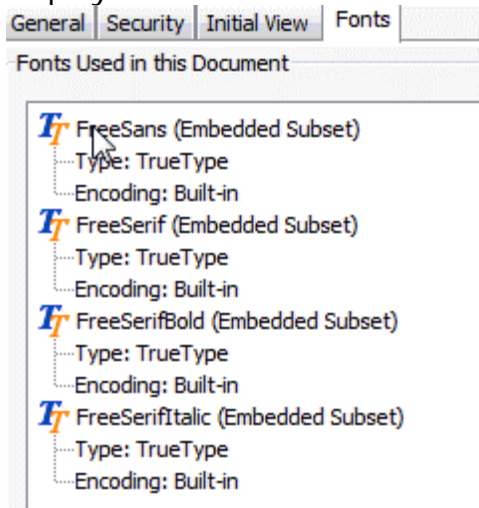 General Security Initial View Fonts
Fonts Used in this Document
FreeSans (Embedded Subset)
Type: TrueType
Encoding: Built-in
FreeSerif (Embedded Subset)
Type: TrueType
Encoding: Built-in
FreeSerifBold (Embedded Subset)
Type: TrueType
Encoding: Built-in
FreeSerifItalic (Embedded Subset)
Type: TrueType
Encoding: Built-in